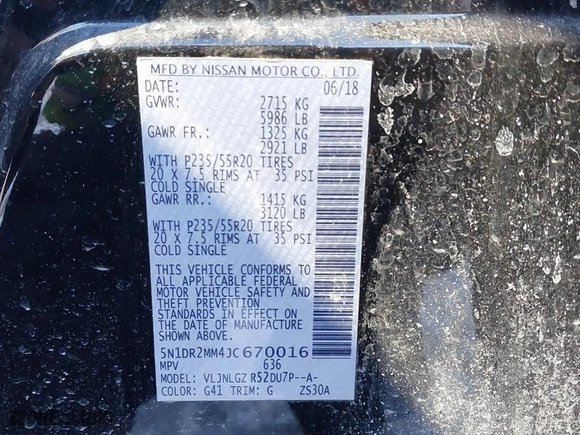 MFD BY NISSAN MOTOR CO., LTD.
DATE: 06/18
GVWR: 2715 KG
5986 LB
GAWR FR.: 1325 KG
2921 LB
WITH P235/55R20 TIRES
20 X 7.5 RIMS AT 35 PSI
COLD SINGLE
GAWR RR.: 1415 KG
3120 LB
WITH P235/55R20 TIRES
20 X 7.5 RIMS AT 35 PSI
COLD SINGLE
THIS VEHICLE CONFORMS TO
ALL APPLICABLE FEDERAL
MOTOR VEHICLE SAFETY AND
THEFT PREVENTION
STANDARDS IN EFFECT ON
THE DATE OF MANUFACTURE
5N1DR2MM4JC670016
MPV 636
MODEL: VLJNLGZ R52DU7P--A-
COLOR: G41 TRIM: G ZS30A